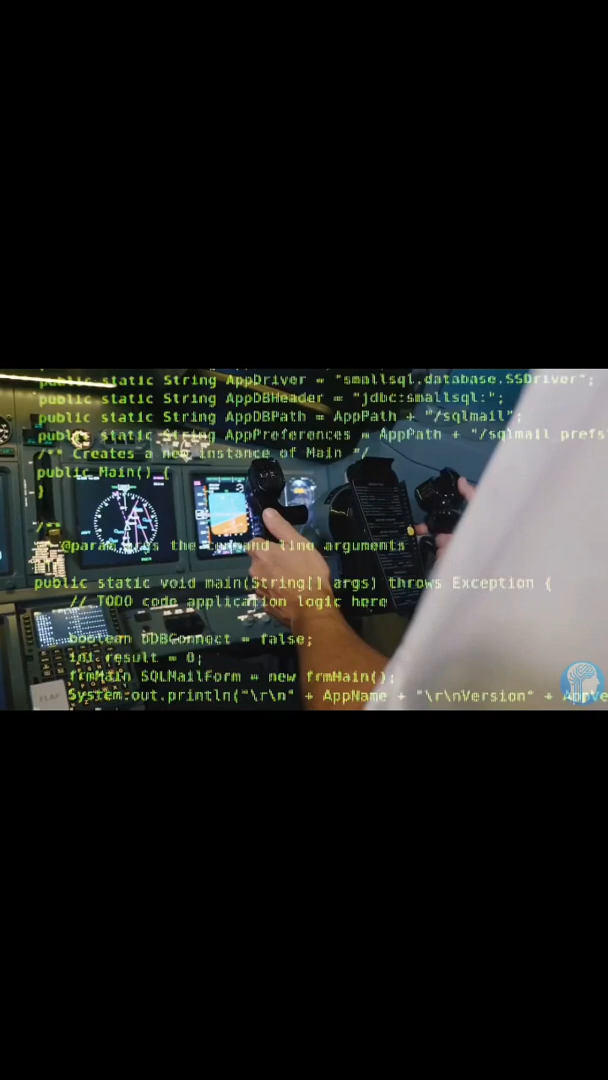 public static String AppDriver = "smallsql.database.SSDriver";
public static String AppDBHeader = "jdbc:smallsql:";
public static String AppDBPath = AppPath + "/sqlmail";
public static String AppPreferences = AppPath + "/sqlmail_prefs
/** Creates a new instance of Main */
public Main() {
}
/**
@param args the command line arguments
public static void main(String[] args) throws Exception {
// TODO code application logic here
boolean bDBConnect = false;
int result = 0;
frmMain SQLMailForm = new frmMain();
System.out.println("\r\n" + AppName + "\r\nVersion" + AppVe
FLAP